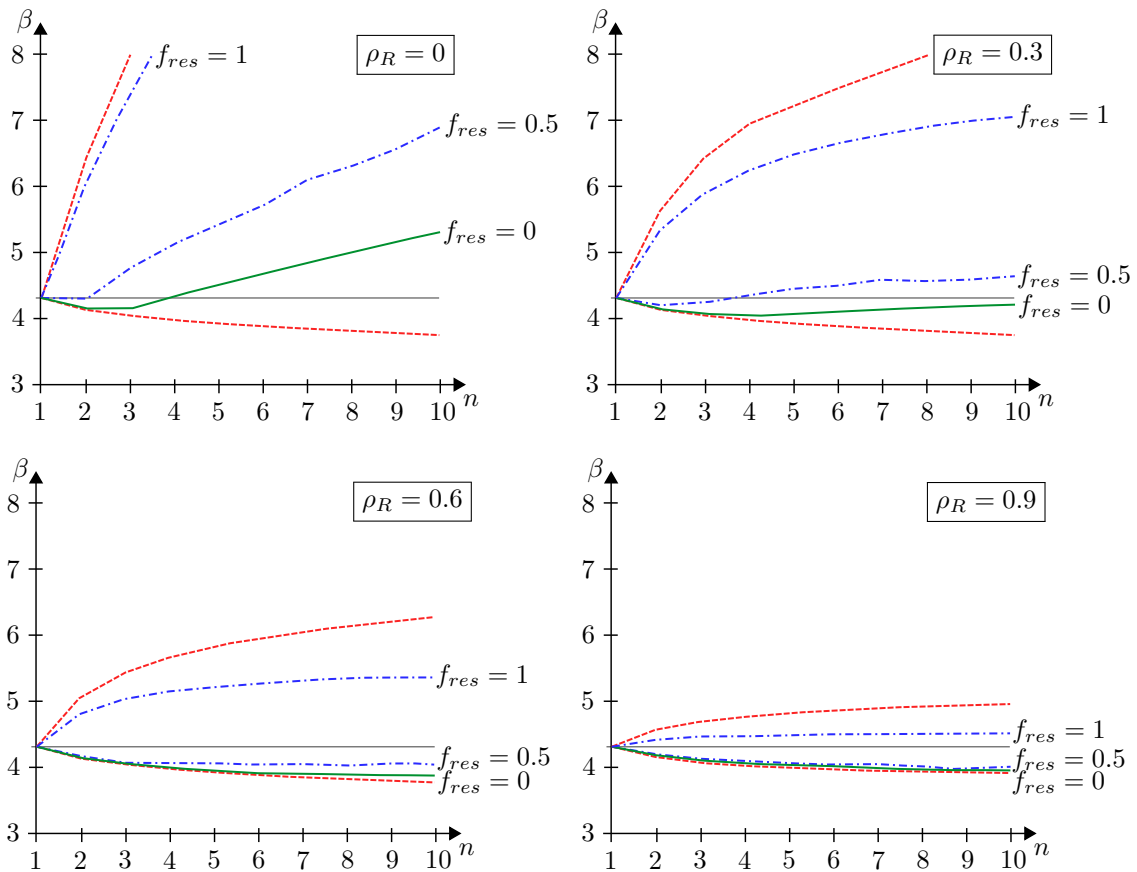 β
ρ_R = 0
8
f_res = 1
7
f_res = 0.5
6
f_res = 0
5
4
3
1 2 3 4 5 6 7 8 9 10 n
β
ρ_R = 0.3
8
7
f_res = 1
6
5
f_res = 0.5
f_res = 0
4
3
1 2 3 4 5 6 7 8 9 10 n
β
ρ_R = 0.6
8
7
6
f_res = 1
5
f_res = 0.5
4
f_res = 0
3
1 2 3 4 5 6 7 8 9 10 n
β
ρ_R = 0.9
8
7
6
5
f_res = 1
f_res = 0.5
4
f_res = 0
3
1 2 3 4 5 6 7 8 9 10 n